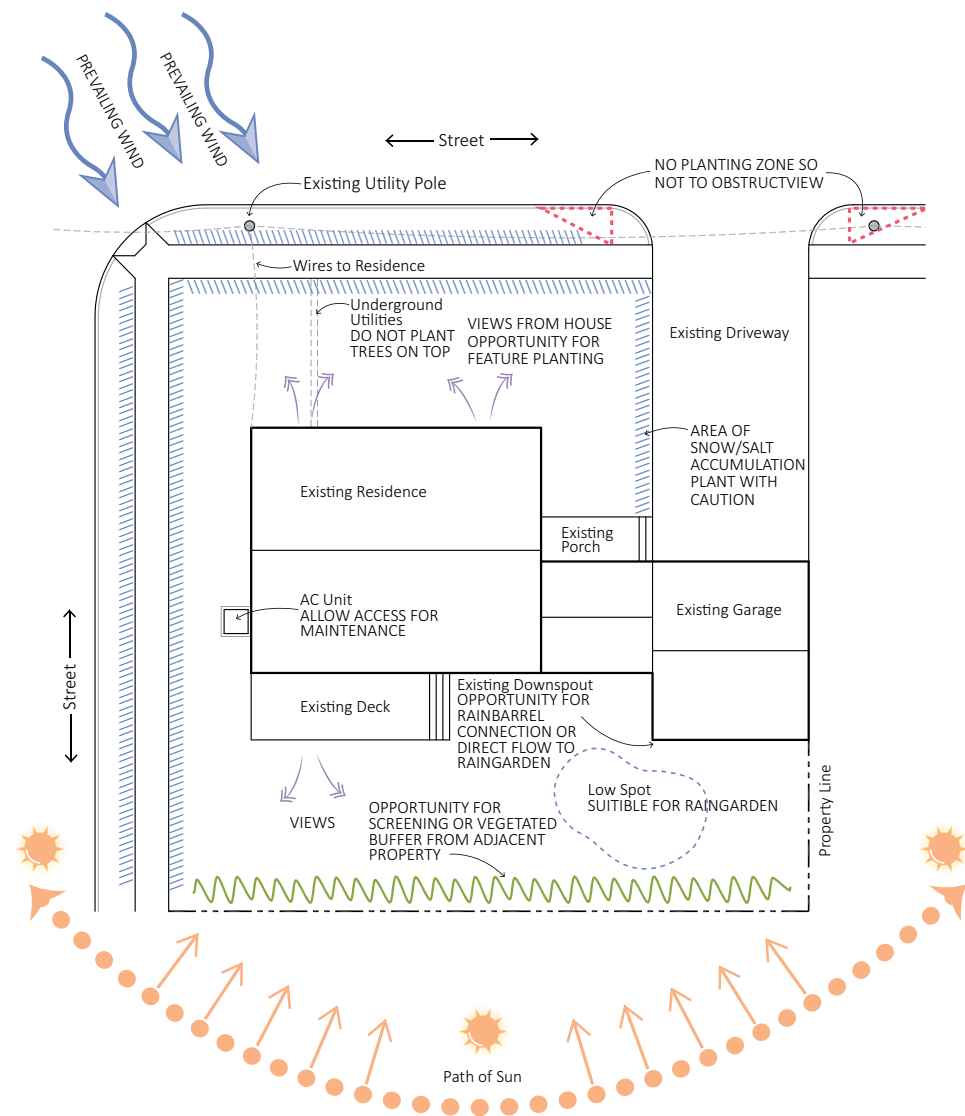 PREVAILING WIND
PREVAILING WIND
Street
NO PLANTING ZONE SO
NOT TO OBSTRUCTVIEW
Existing Utility Pole
Wires to Residence
Underground
Utilities
DO NOT PLANT
TREES ON TOP
VIEWS FROM HOUSE
OPPORTUNITY FOR
FEATURE PLANTING
Existing Driveway
AREA OF
SNOW/SALT
ACCUMULATION
PLANT WITH
CAUTION
Existing Residence
Existing
Porch
AC Unit
ALLOW ACCESS FOR
MAINTENANCE
Existing Garage
Street
Existing Deck
Existing Downspout
OPPORTUNITY FOR
RAINBARREL
CONNECTION OR
DIRECT FLOW TO
RAINGARDEN
Low Spot
SUITIBLE FOR RAINGARDEN
Property Line
VIEWS
OPPORTUNITY FOR
SCREENING OR VEGETATED
BUFFER FROM ADJACENT
PROPERTY
Path of Sun